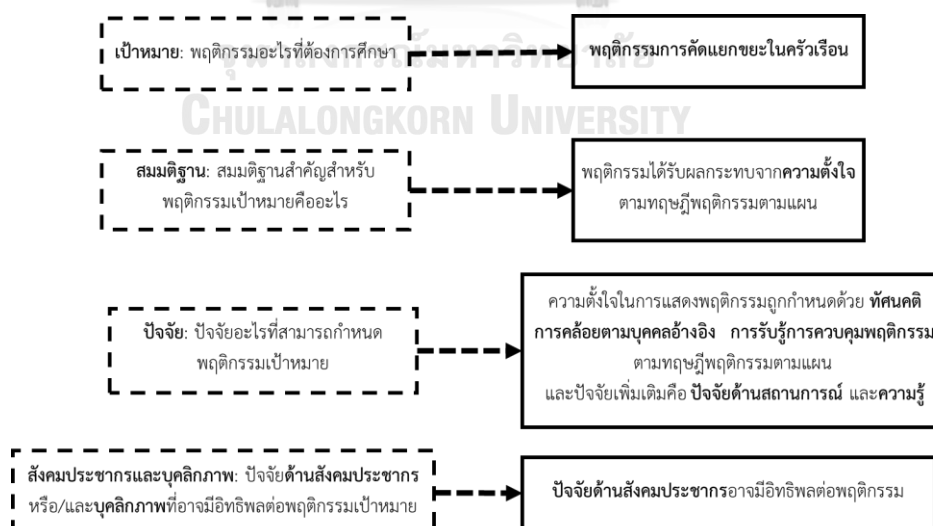 เป้าหมาย: พฤติกรรมอะไรที่ต้องการศึกษา
พฤติกรรมการคัดแยกขยะในครัวเรือน
จุฬาลงกรณ์มหาวิทยาลัย
CHULALONGKORN UNIVERSITY
สมมติฐาน: สมมติฐานสำคัญสำหรับ
พฤติกรรมเป้าหมายคืออะไร
พฤติกรรมได้รับผลกระทบจากความตั้งใจ
ตามทฤษฎีพฤติกรรมตามแผน
ปัจจัย: ปัจจัยอะไรที่สามารถกำหนด
พฤติกรรมเป้าหมาย
ความตั้งใจในการแสดงพฤติกรรมถูกกำหนดด้วย ทัศนคติ
การคล้อยตามบุคคลอ้างอิง การรับรู้การควบคุมพฤติกรรม
ตามทฤษฎีพฤติกรรมตามแผน
และปัจจัยเพิ่มเติมคือ ปัจจัยด้านสถานการณ์ และความรู้
สังคมประชากรและบุคลิกภาพ: ปัจจัยด้านสังคมประชากร
หรือ/และบุคลิกภาพที่อาจมีอิทธิพลต่อพฤติกรรมเป้าหมาย
ปัจจัยด้านสังคมประชากรอาจมีอิทธิพลต่อพฤติกรรม